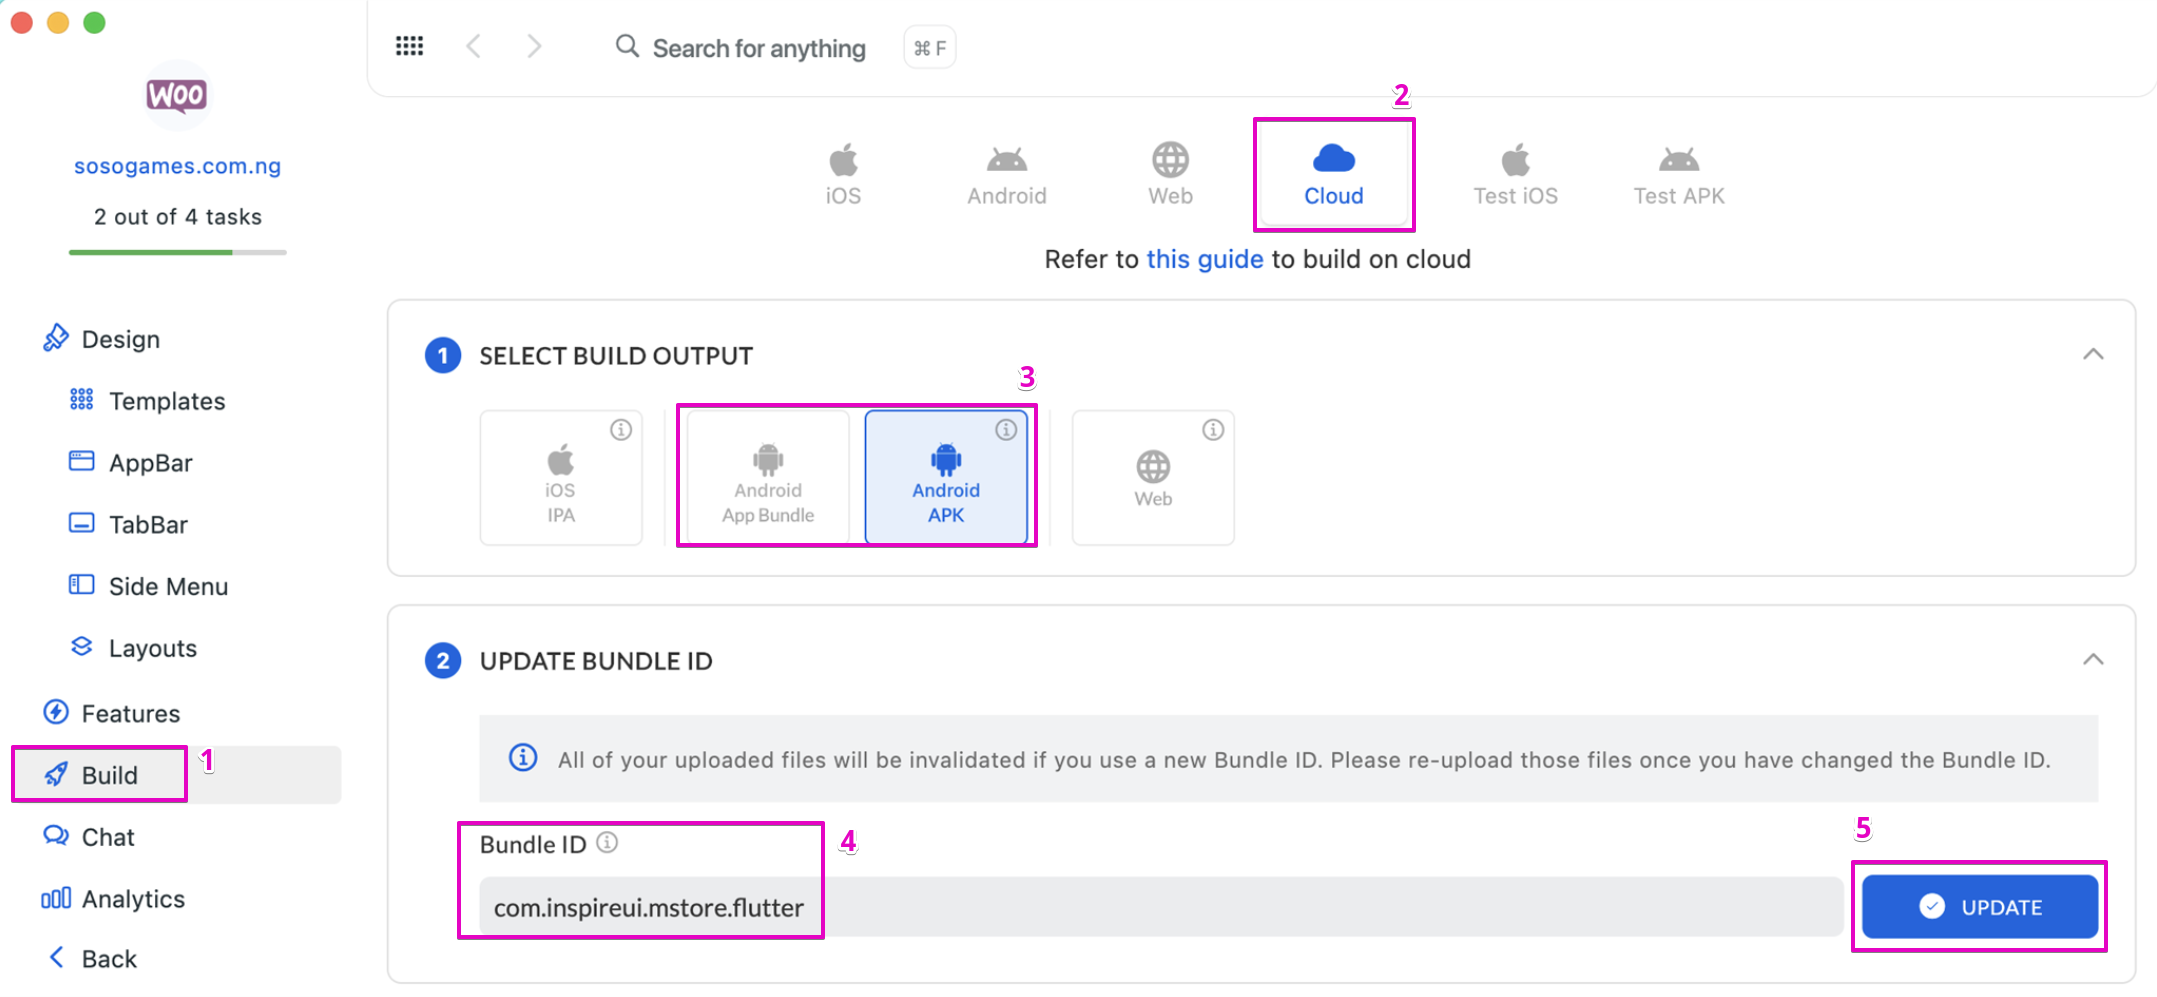 WOO
sosogames.com.ng
2 out of 4 tasks
Design
Templates
AppBar
TabBar
Side Menu
Layouts
Features
Build
1
Chat
Analytics
Back
Search for anything
⌘ F
2
iOS
Android
Web
Cloud
Test iOS
Test APK
Refer to this guide to build on cloud
1 SELECT BUILD OUTPUT
3
iOS
IPA
Android
App Bundle
Android
APK
Web
2 UPDATE BUNDLE ID
All of your uploaded files will be invalidated if you use a new Bundle ID. Please re-upload those files once you have changed the Bundle ID.
Bundle ID
4
com.inspireui.mstore.flutter
5
UPDATE